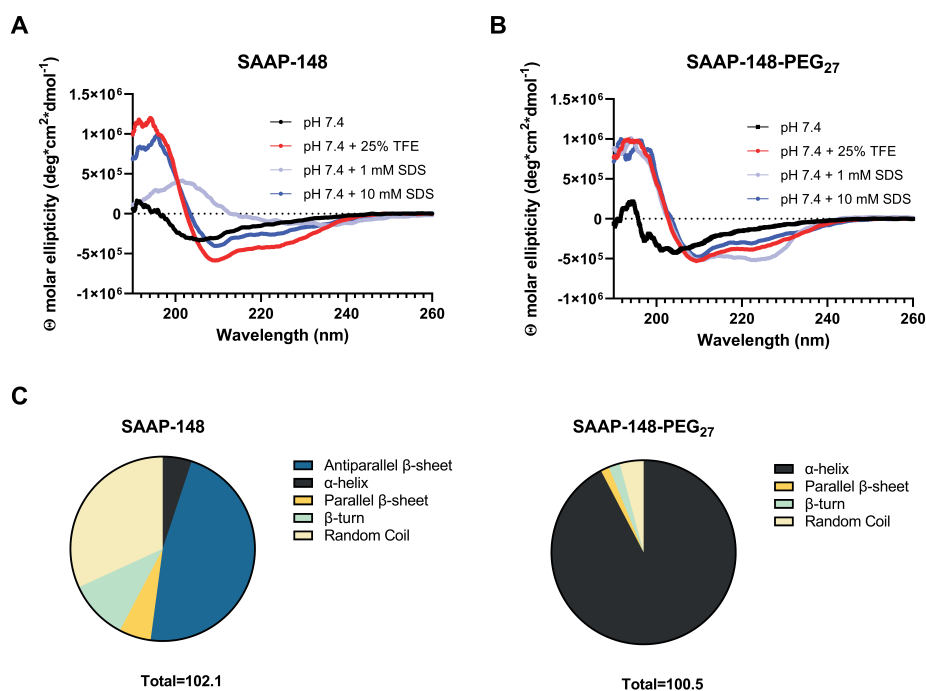 A
SAAP-148
Θ molar ellipticity (deg*cm²*dmol⁻¹)
1.5×10⁶
1×10⁶
5×10⁵
0
-5×10⁵
-1×10⁶
pH 7.4
pH 7.4 + 25% TFE
pH 7.4 + 1 mM SDS
pH 7.4 + 10 mM SDS
200 220 240 260
Wavelength (nm)
B
SAAP-148-PEG₂₇
Θ molar ellipticity (deg*cm²*dmol⁻¹)
1.5×10⁶
1×10⁶
5×10⁵
0
-5×10⁵
-1×10⁶
pH 7.4
pH 7.4 + 25% TFE
pH 7.4 + 1 mM SDS
pH 7.4 + 10 mM SDS
200 220 240 260
Wavelength (nm)
C
SAAP-148
Antiparallel β-sheet
α-helix
Parallel β-sheet
β-turn
Random Coil
Total=102.1
SAAP-148-PEG₂₇
α-helix
Parallel β-sheet
β-turn
Random Coil
Total=100.5